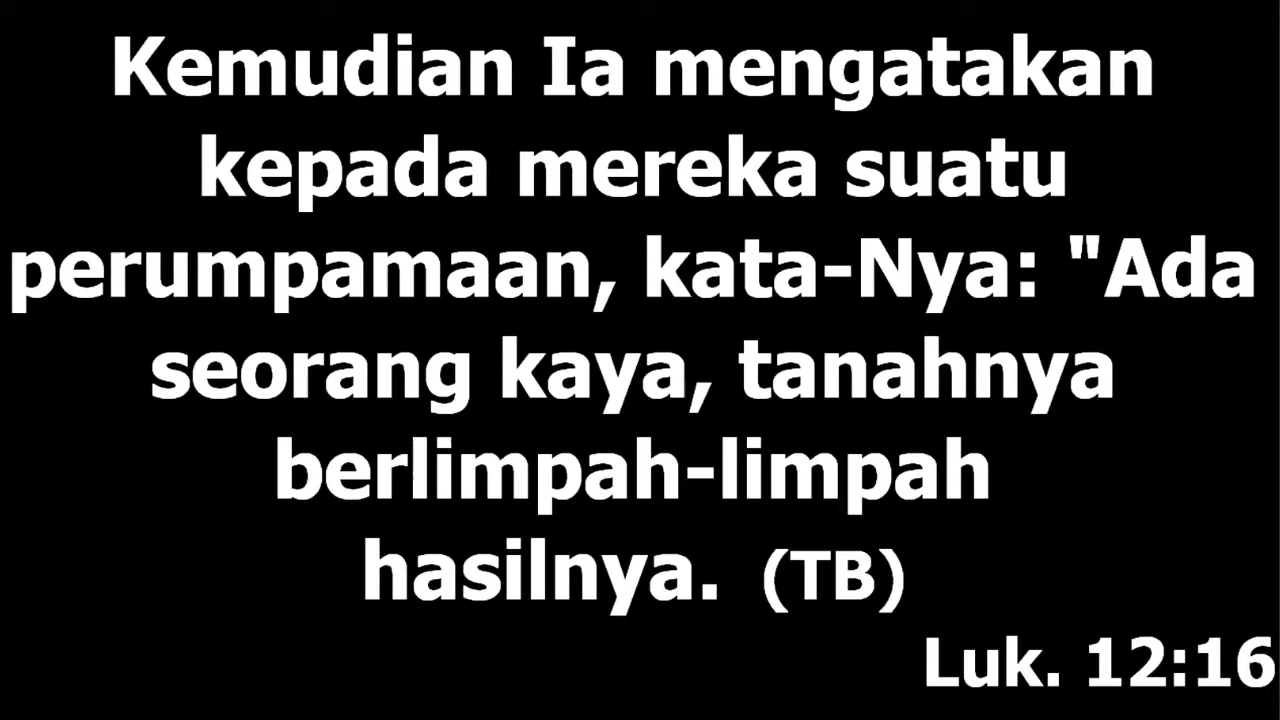 Kemudian Ia mengatakan
kepada mereka suatu
perumpamaan, kata-Nya: "Ada
seorang kaya, tanahnya
berlimpah-limpah
hasilnya. (TB)
Luk. 12:16